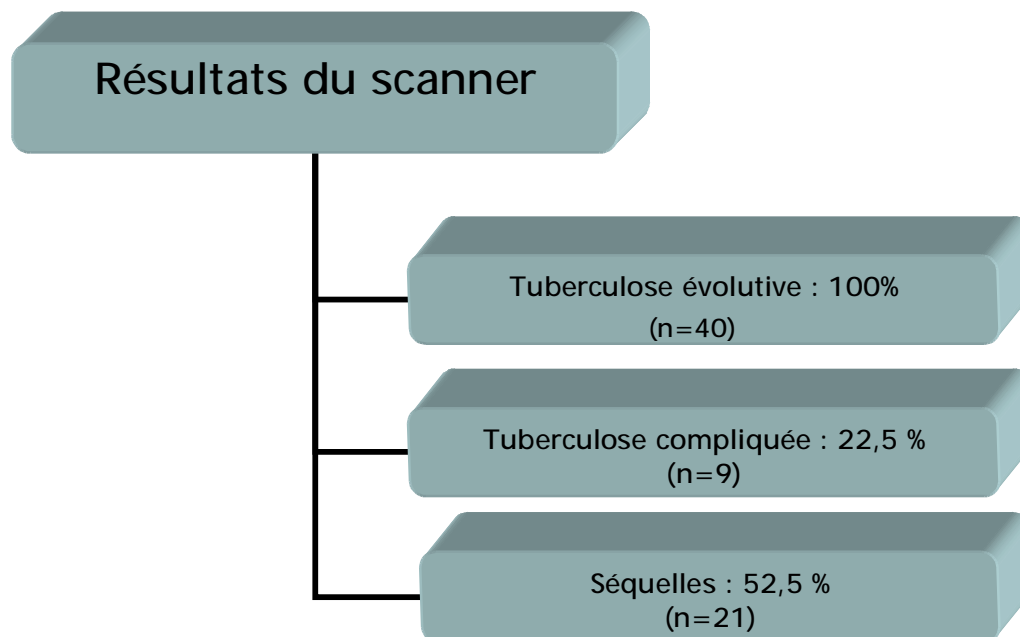 Résultats du scanner
Tuberculose évolutive : 100%
(n=40)
Tuberculose compliquée : 22,5 %
(n=9)
Séquelles : 52,5 %
(n=21)